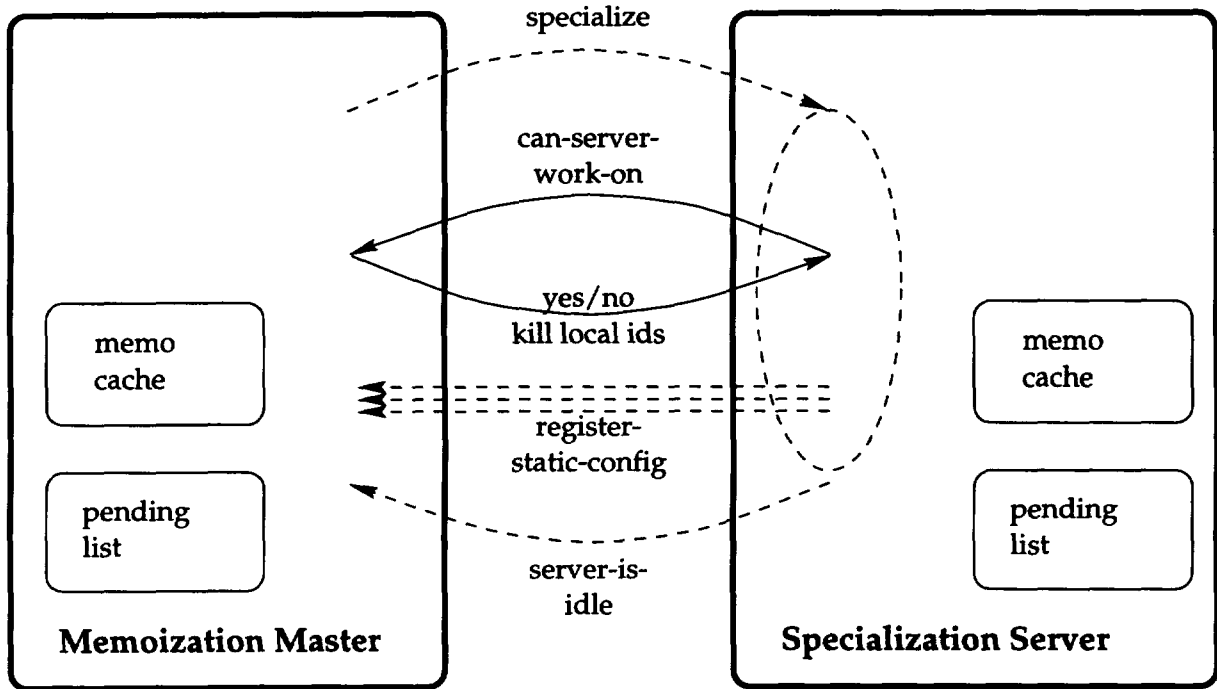 specialize
can-server-
work-on
yes/no
kill local ids
memo
cache
memo
cache
register-
static-config
pending
list
pending
list
server-is-
idle
Memoization Master
Specialization Server